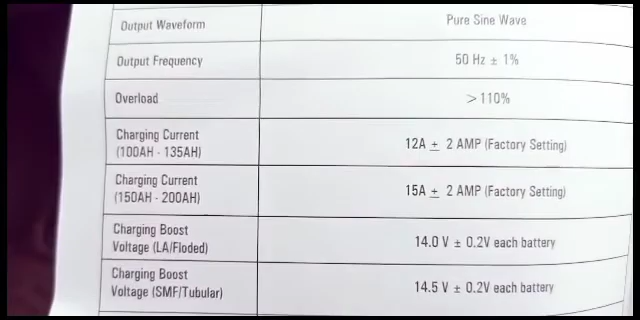 Output Waveform Pure Sine Wave
Output Frequency 50 Hz ± 1%
Overload >110%
Charging Current
(100AH - 135AH) 12A ± 2 AMP (Factory Setting)
Charging Current
(150AH - 200AH) 15A ± 2 AMP (Factory Setting)
Charging Boost
Voltage (LA/Floded) 14.0 V ± 0.2V each battery
Charging Boost
Voltage (SMF/Tubular) 14.5 V ± 0.2V each battery